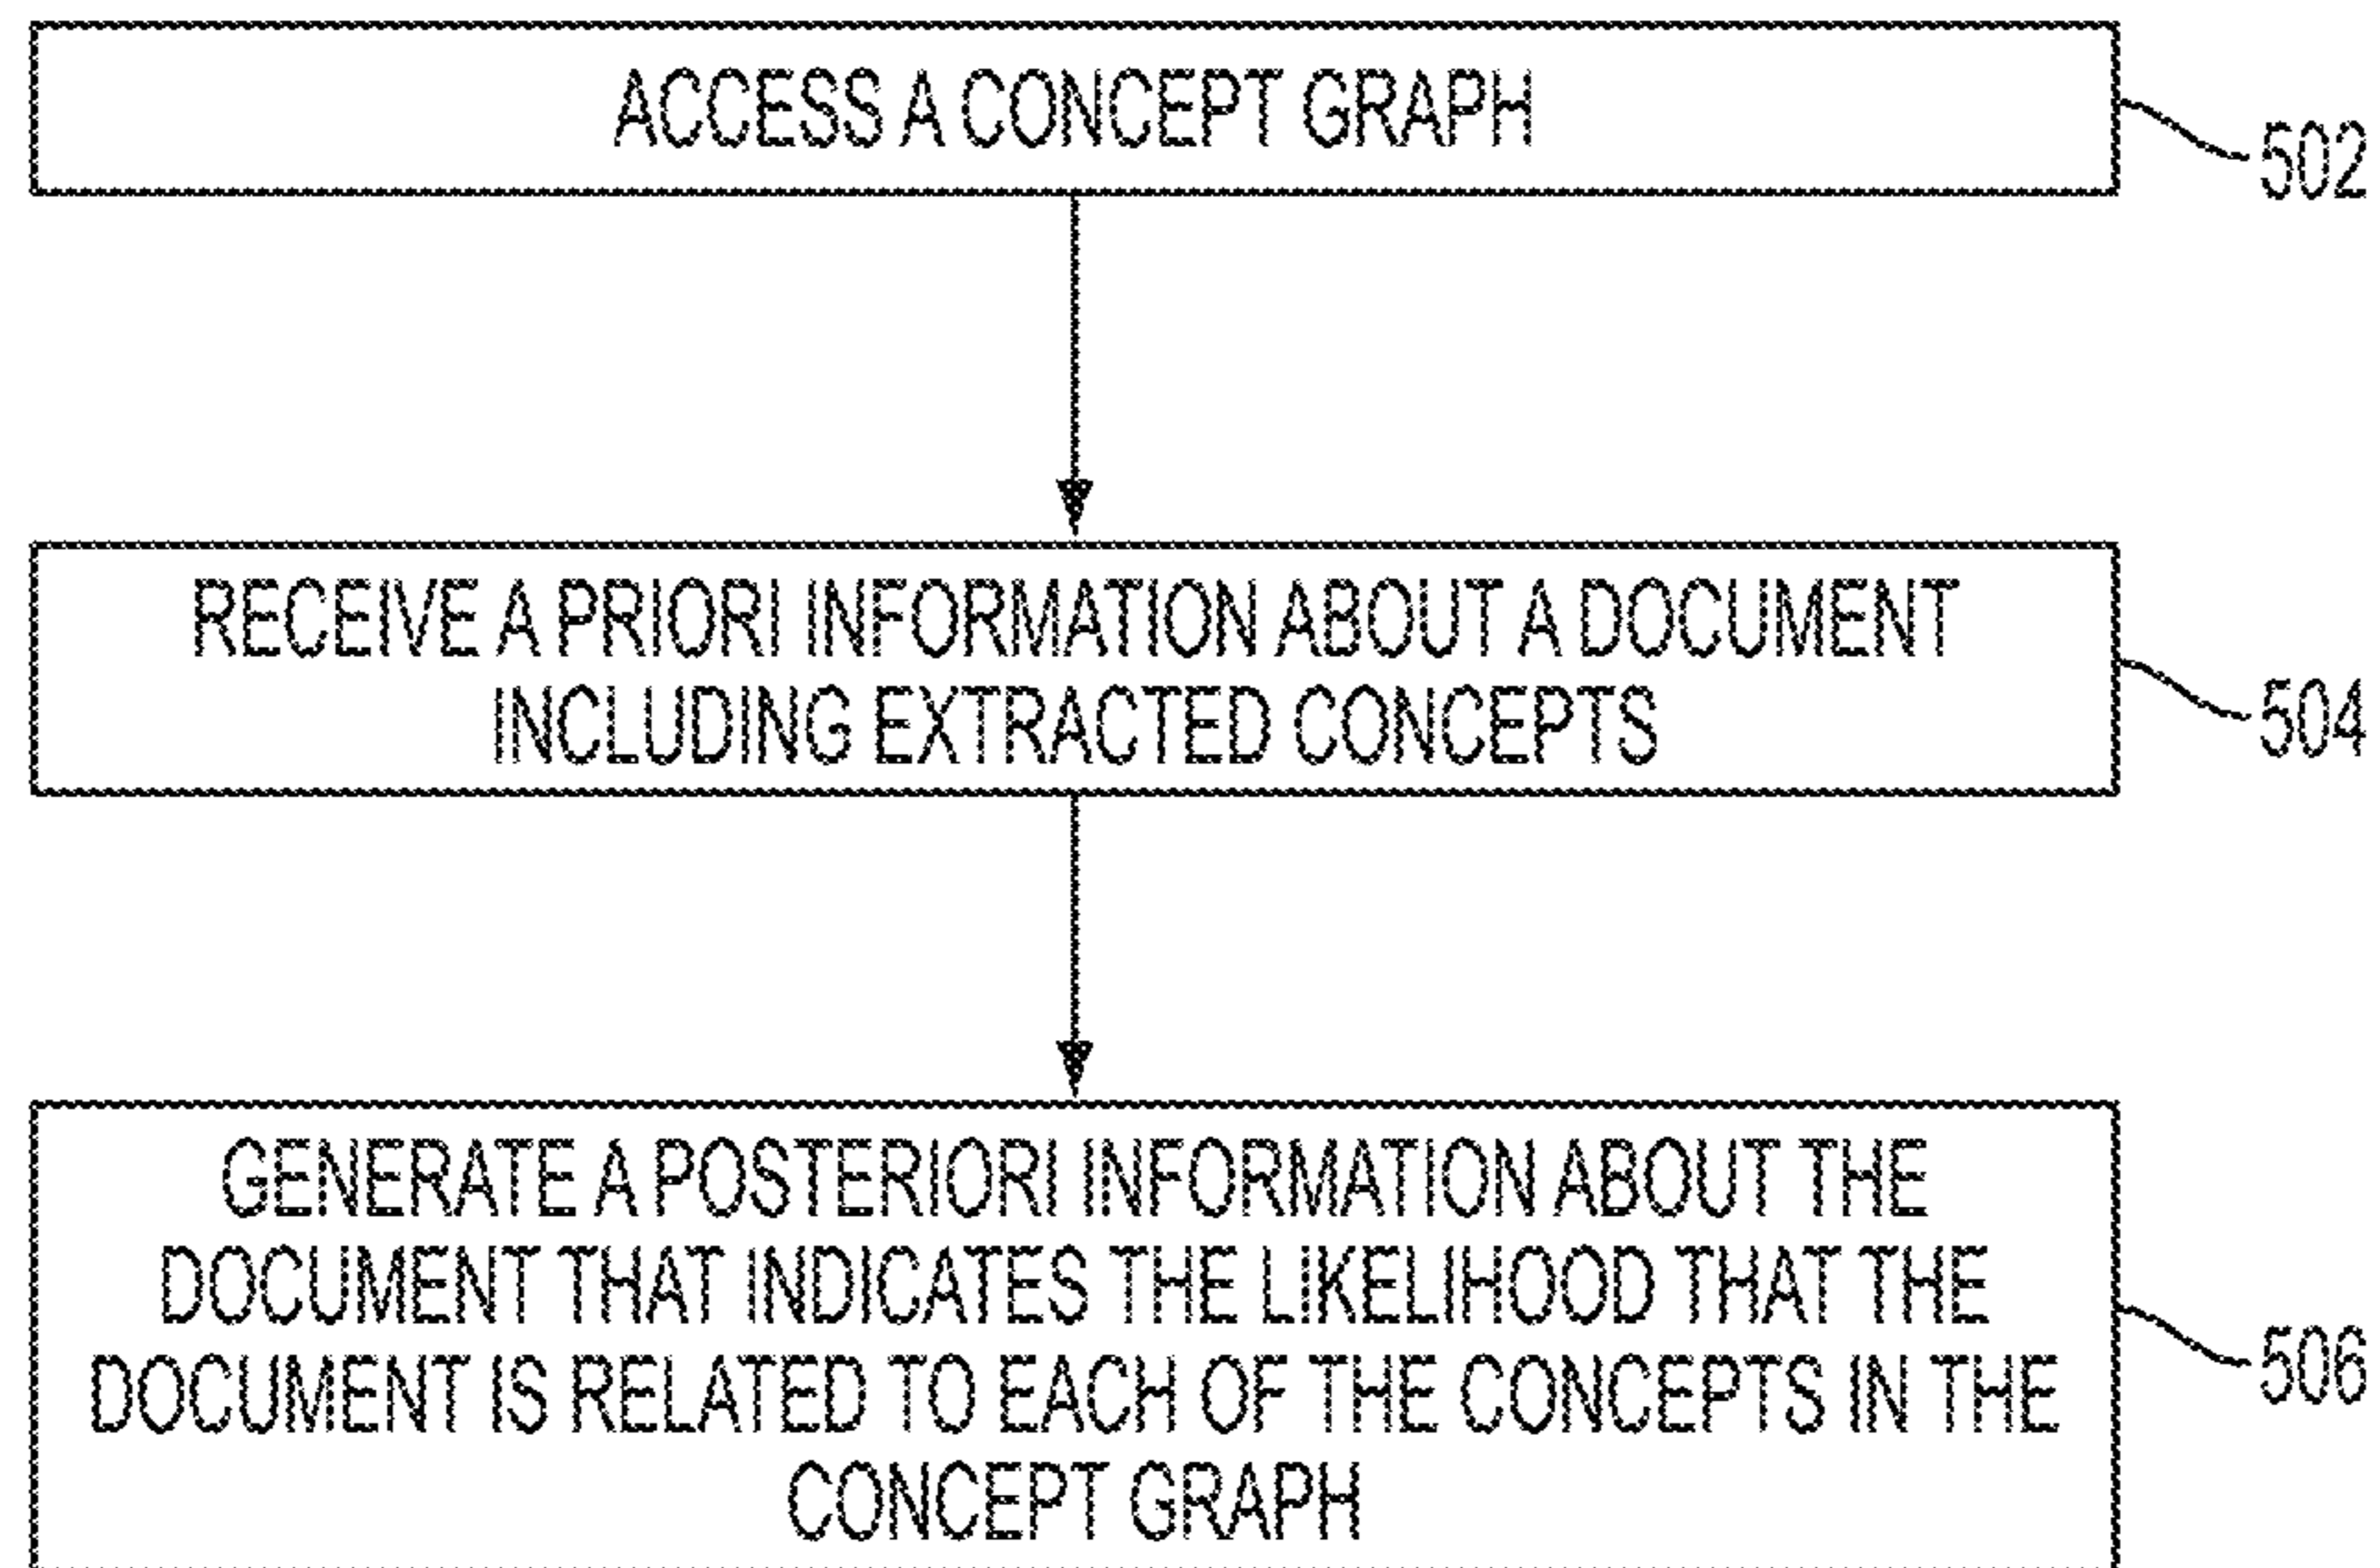 ACCESS A CONCEPT GRAPH
502
RECEIVE A PRIORI INFORMATION ABOUT A DOCUMENT
INCLUDING EXTRACTED CONCEPTS
504
GENERATE A POSTERIORI INFORMATION ABOUT THE
DOCUMENT THAT INDICATES THE LIKELIHOOD THAT THE
DOCUMENT IS RELATED TO EACH OF THE CONCEPTS IN THE
CONCEPT GRAPH
506